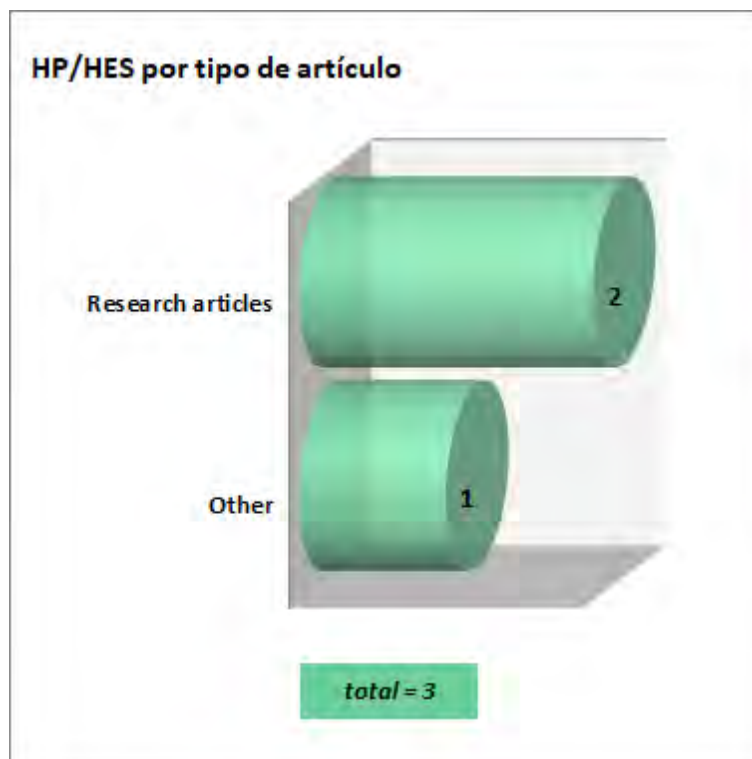 HP/HES por tipo de artículo
Research articles
2
Other
1
total = 3